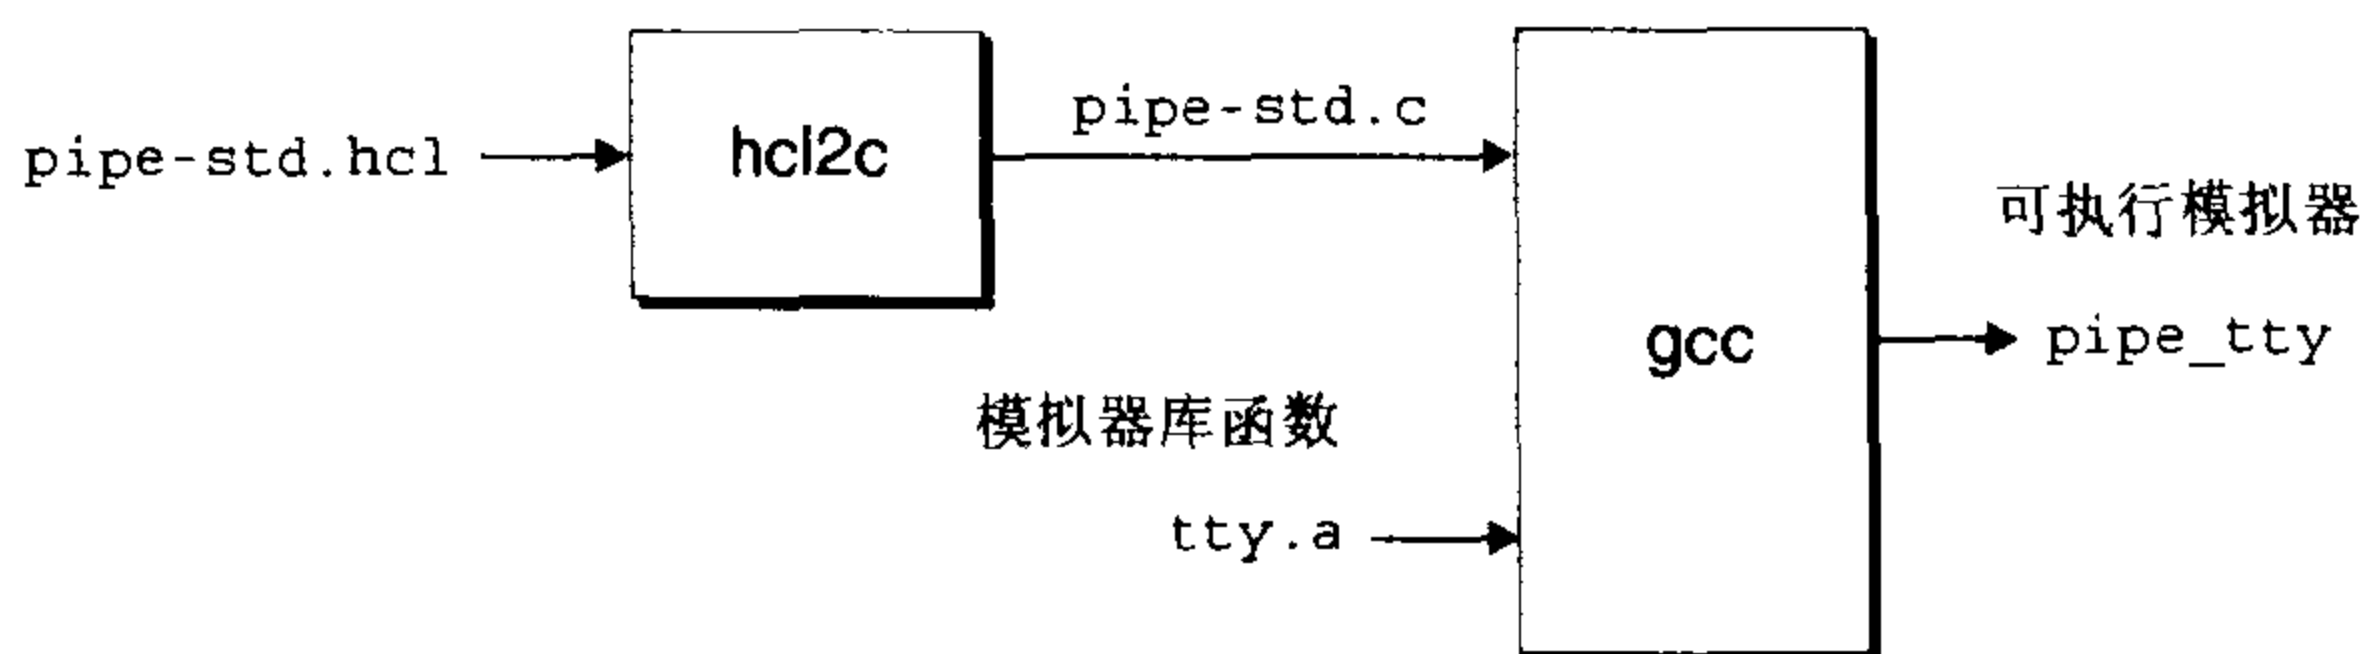 pipe-std.hcl
hcl2c
pipe-std.c
可执行模拟器
gcc
pipe_tty
模拟器库函数
tty.a